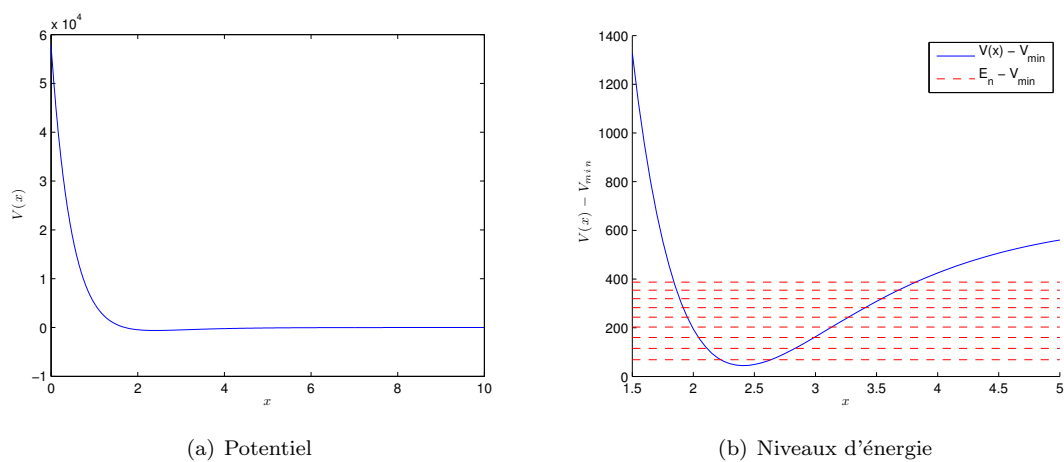 x 10^4
6
5
4
3
2
1
0
−1
0 2 4 6 8 10
x
V(x)
(a) Potentiel
1400
1200
1000
800
600
400
200
0
1.5 2 2.5 3 3.5 4 4.5 5
x
V(x) − V_min
V(x) − V_min
E_n − V_min
(b) Niveaux d'énergie